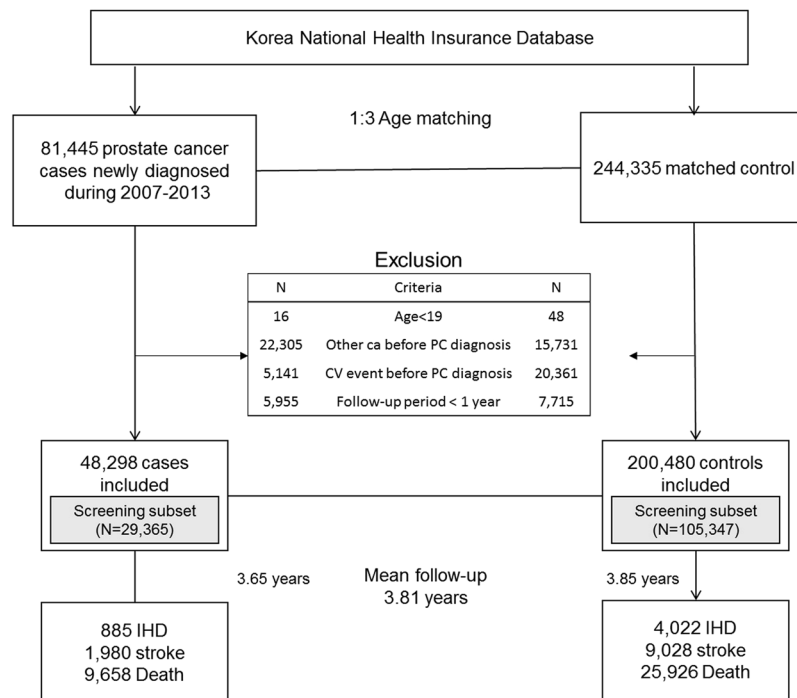 Korea National Health Insurance Database
81,445 prostate cancer
cases newly diagnosed
during 2007-2013
1:3 Age matching
244,335 matched control
Exclusion
N Criteria N
16 Age<19 48
22,305 Other ca before PC diagnosis 15,731
5,141 CV event before PC diagnosis 20,361
5,955 Follow-up period < 1 year 7,715
48,298 cases
included
Screening subset
(N=29,365)
200,480 controls
included
Screening subset
(N=105,347)
3.65 years
Mean follow-up
3.81 years
3.85 years
885 IHD
1,980 stroke
9,658 Death
4,022 IHD
9,028 stroke
25,926 Death